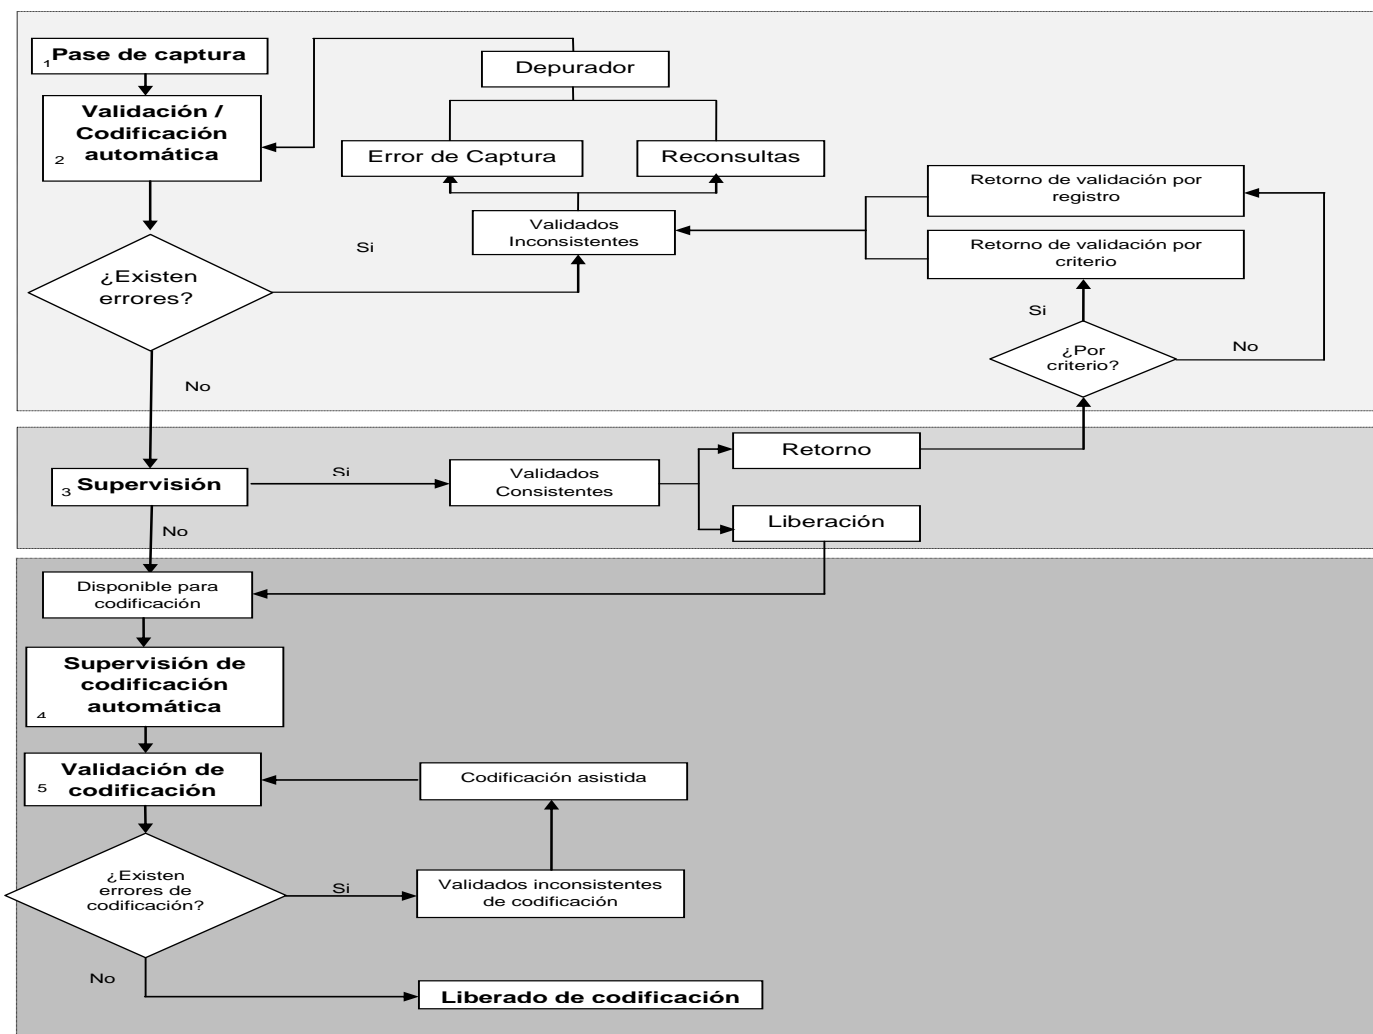 1 Pase de captura
Depurador
Validación /
Codificación
automática
2
Error de Captura
Reconsultas
Retorno de validación por
registro
Validados
Inconsistentes
Retorno de validación por
criterio
Si
¿Existen
errores?
Si
¿Por
criterio?
No
No
Retorno
3 Supervisión
Si
Validados
Consistentes
Liberación
No
Disponible para
codificación
Supervisión de
codificación
automática
4
Validación de
codificación
5
Codificación asistida
¿Existen
errores de
codificación?
Si
Validados inconsistentes
de codificación
No
Liberado de codificación